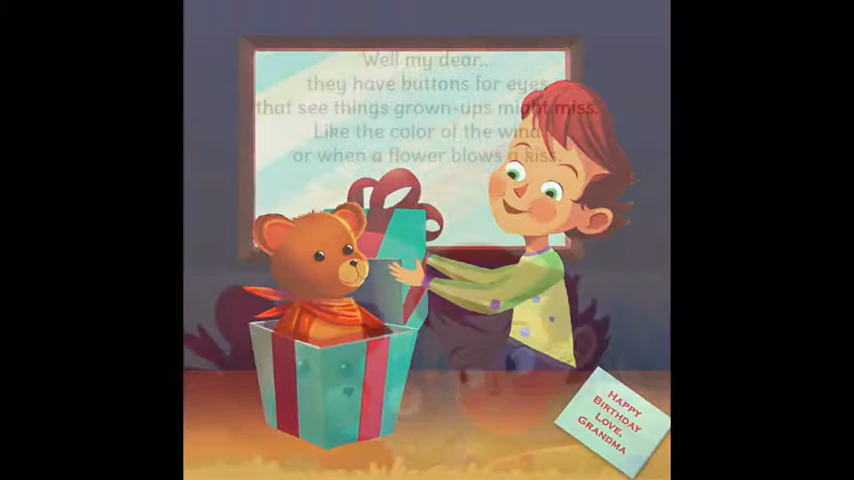 Well my dear...
they have buttons for eyes
that see things grown-ups might miss.
Like the color of the wind
or when a flower blows a kiss.
HAPPY
BIRTHDAY
LOVE,
GRANDMA